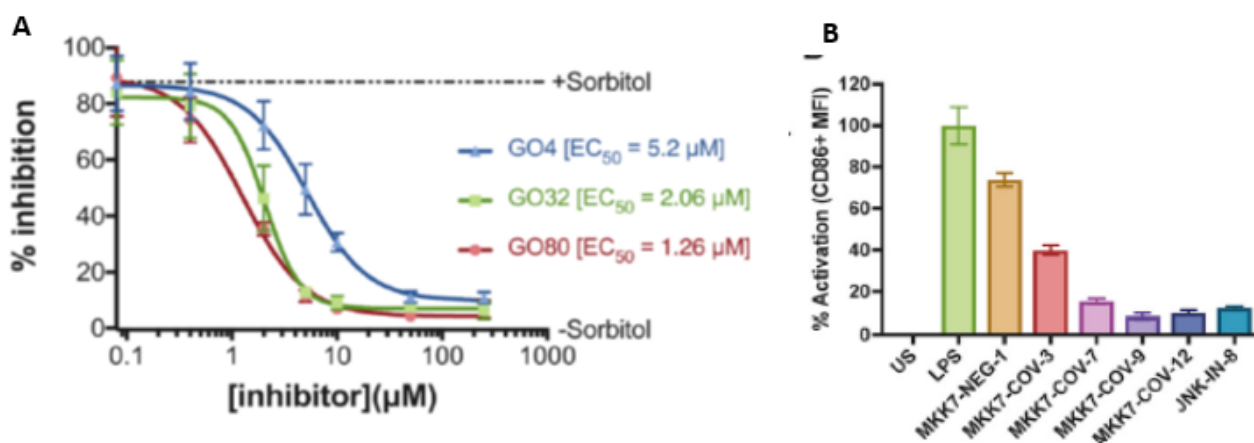 A
B
100
80
60
40
20
0
% inhibition
+Sorbitol
GO4 [EC50 = 5.2 µM]
GO32 [EC50 = 2.06 µM]
GO80 [EC50 = 1.26 µM]
-Sorbitol
0.1
1
10
100
1000
[inhibitor](µM)
120
100
80
60
40
20
0
% Activation (CD86+ MFI)
US
LPS
MKK7-NEG-1
MKK7-COV-3
MKK7-COV-7
MKK7-COV-9
MKK7-COV-12
JNK-IN-8